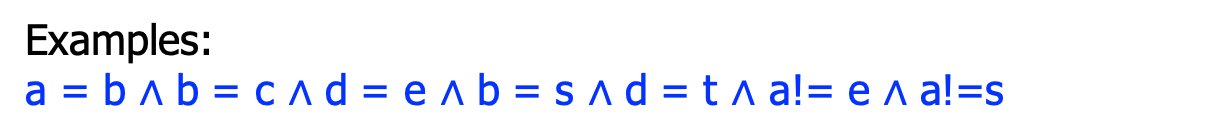 Examples:
a = b ∧ b = c ∧ d = e ∧ b = s ∧ d = t ∧ a!= e ∧ a!=s